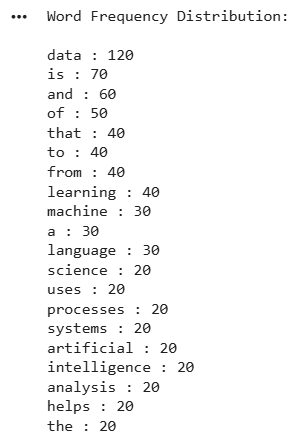 ••• Word Frequency Distribution:
data : 120
is : 70
and : 60
of : 50
that : 40
to : 40
from : 40
learning : 40
machine : 30
a : 30
language : 30
science : 20
uses : 20
processes : 20
systems : 20
artificial : 20
intelligence : 20
analysis : 20
helps : 20
the : 20